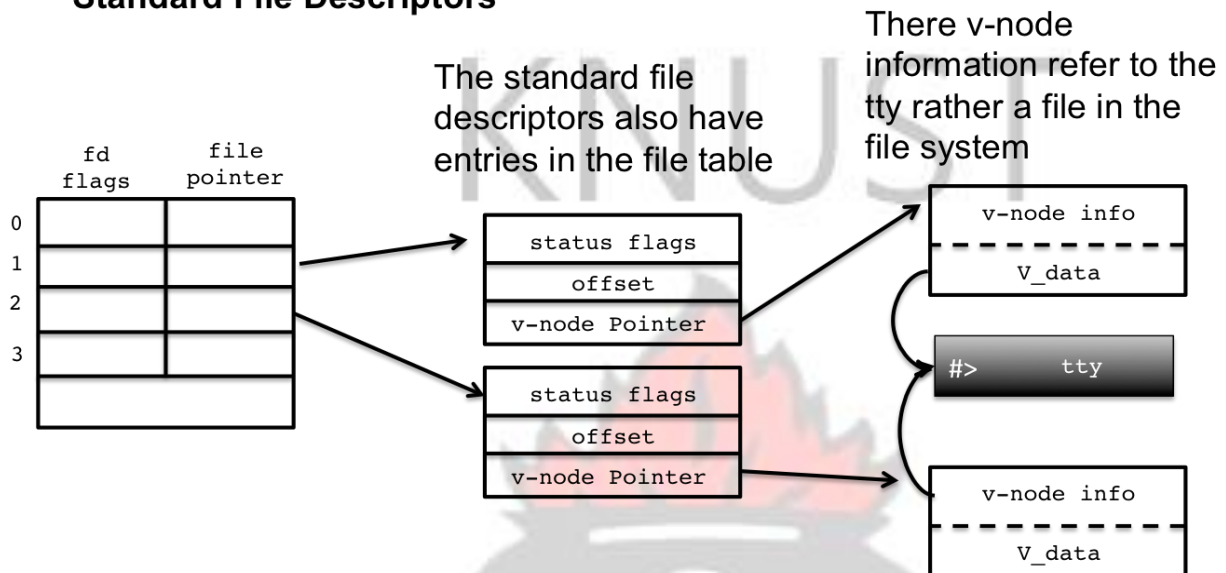 Standard File Descriptors
The standard file
descriptors also have
entries in the file table
There v-node
information refer to the
tty rather a file in the
file system
KNUST
fd
flags
file
pointer
0
1
2
3
status flags
offset
v-node Pointer
status flags
offset
v-node Pointer
v-node info
V_data
#> tty
v-node info
V_data